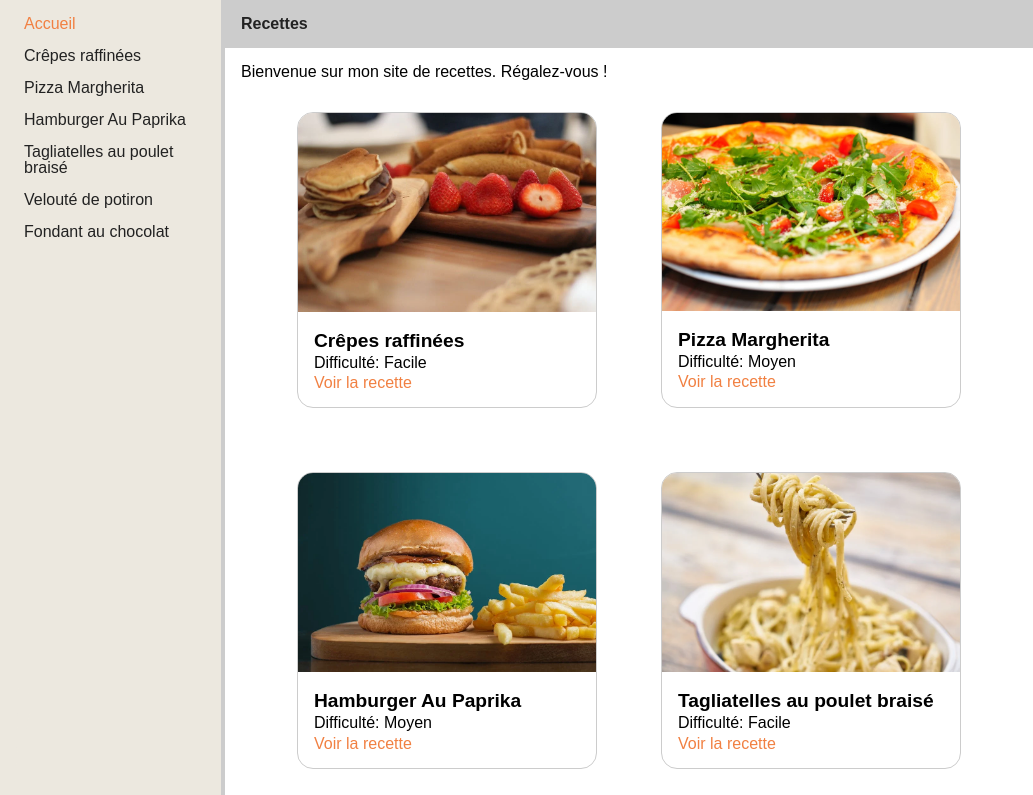 Accueil
Crêpes raffinées
Pizza Margherita
Hamburger Au Paprika
Tagliatelles au poulet
braisé
Velouté de potiron
Fondant au chocolat
Recettes
Bienvenue sur mon site de recettes. Régalez-vous !
Crêpes raffinées
Difficulté: Facile
Voir la recette
Pizza Margherita
Difficulté: Moyen
Voir la recette
Hamburger Au Paprika
Difficulté: Moyen
Voir la recette
Tagliatelles au poulet braisé
Difficulté: Facile
Voir la recette